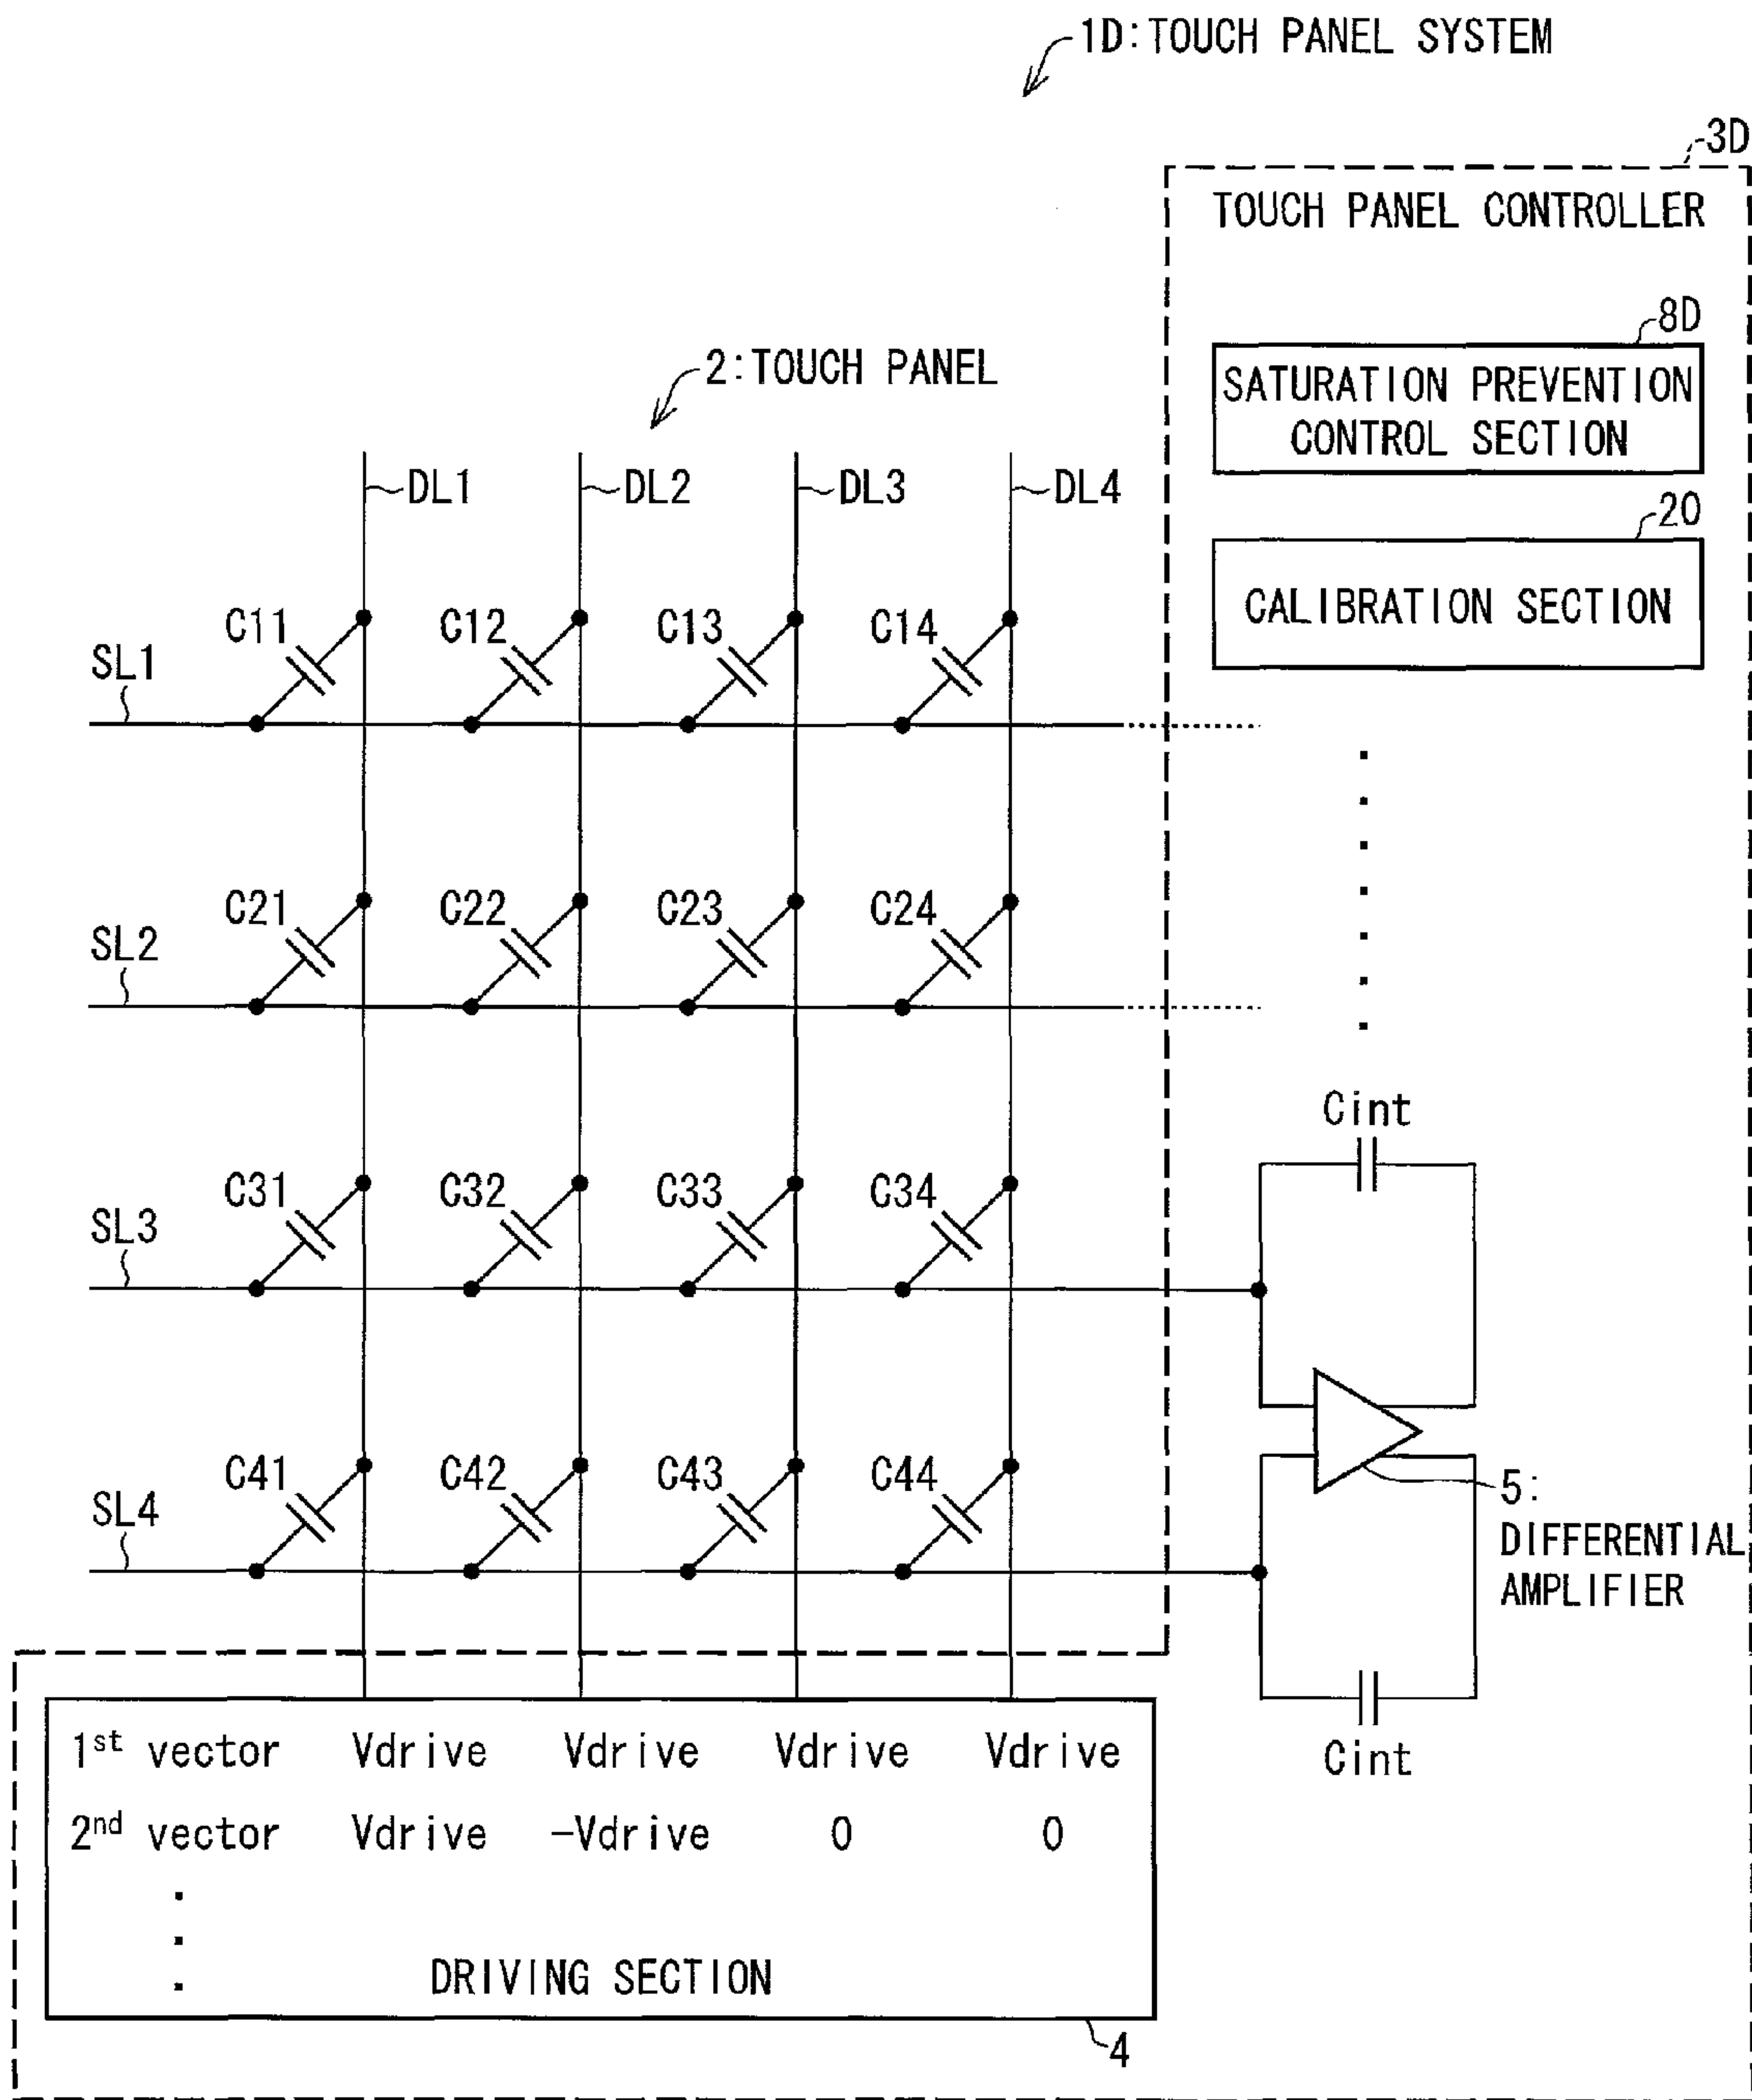 1D:TOUCH PANEL SYSTEM
3D
TOUCH PANEL CONTROLLER
8D
SATURATION PREVENTION
CONTROL SECTION
20
CALIBRATION SECTION
2:TOUCH PANEL
DL1 DL2 DL3 DL4
C11 C12 C13 C14
SL1
C21 C22 C23 C24
SL2
Cint
C31 C32 C33 C34
SL3
C41 C42 C43 C44
SL4
5:
DIFFERENTIAL
AMPLIFIER
Cint
1st vector Vdrive Vdrive Vdrive Vdrive
2nd vector Vdrive -Vdrive 0 0
DRIVING SECTION
4